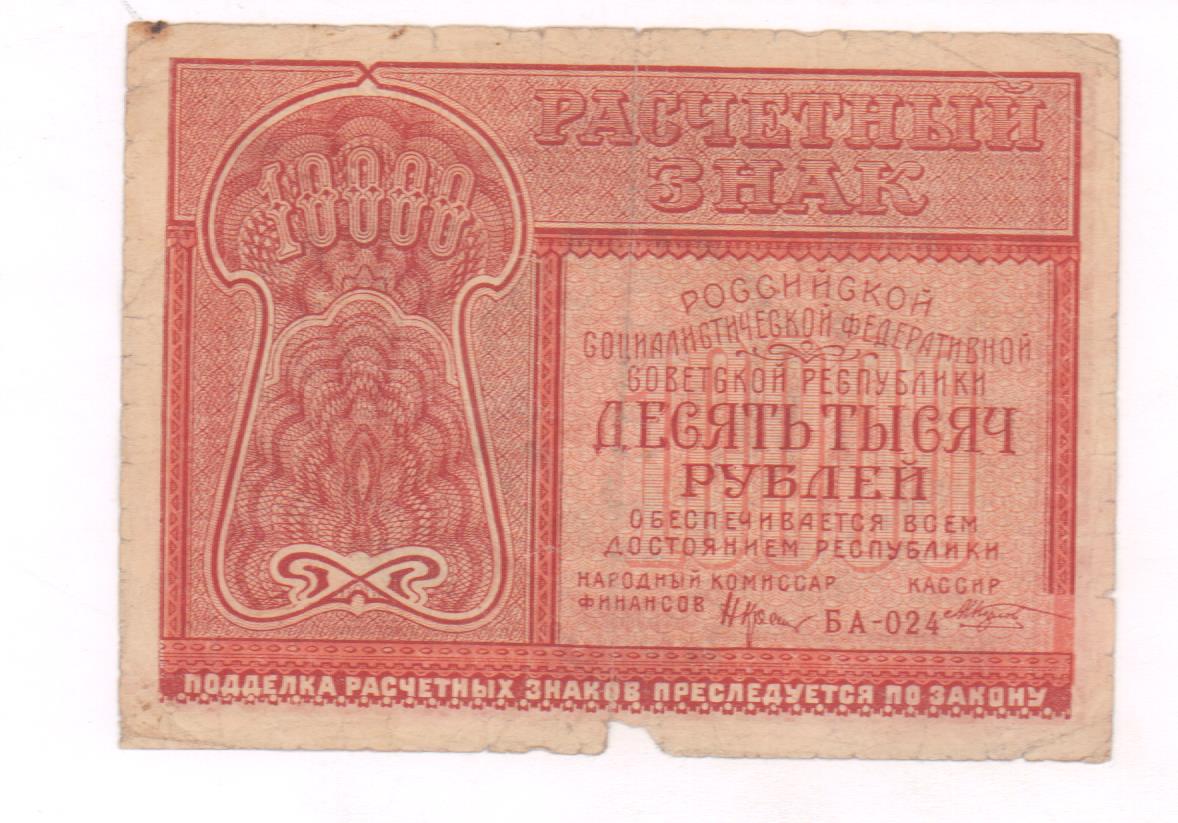 10000
РАСЧЕТНЫЙ
ЗНАК
РОССИЙСКОЙ
СОЦИАЛИСТИЧЕСКОЙ ФЕДЕРАТИВНОЙ
СОВЕТСКОЙ РЕСПУБЛИКИ
10000
ДЕСЯТЬ ТЫСЯЧ
РУБЛЕЙ
ОБЕСПЕЧИВАЕТСЯ ВСЕМ
ДОСТОЯНИЕМ РЕСПУБЛИКИ
НАРОДНЫЙ КОМИССАР КАССИР
ФИНАНСОВ БА-024
ПОДДЕЛКА РАСЧЕТНЫХ ЗНАКОВ ПРЕСЛЕДУЕТСЯ ПО ЗАКОНУ